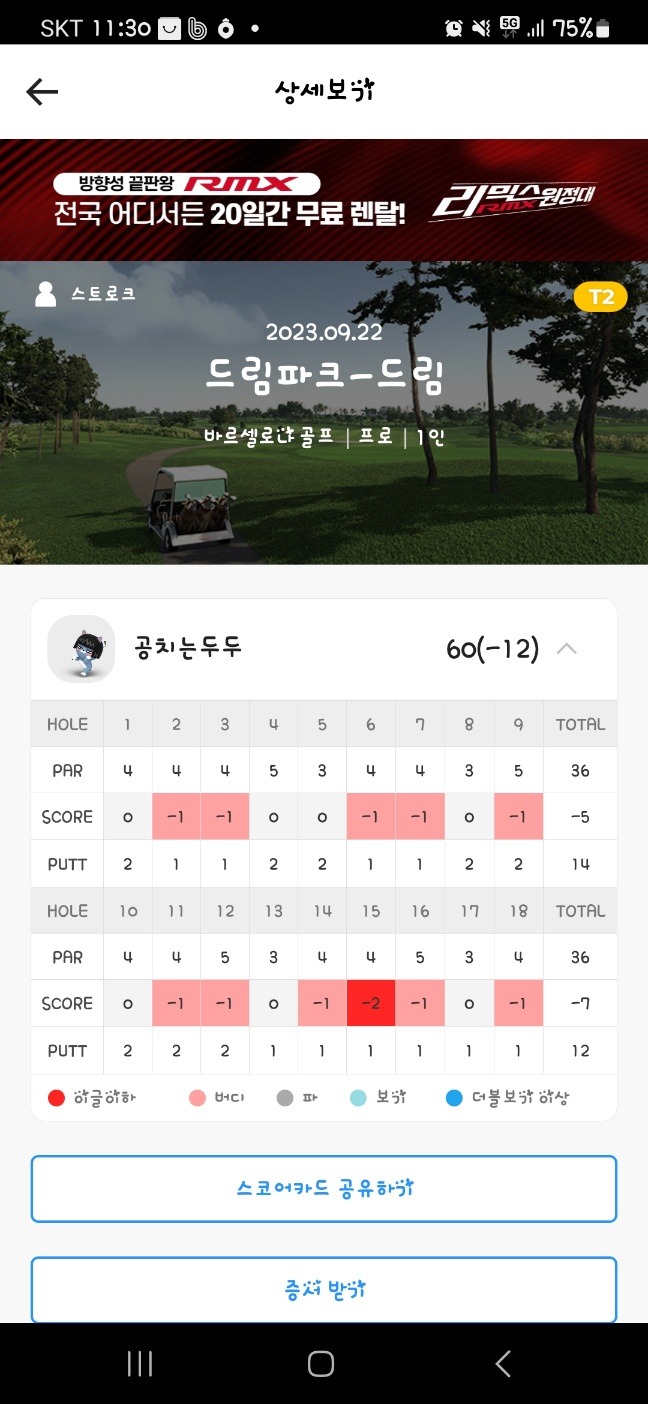 SKT 11:30 75%
5G
상세보기
방향성 끝판왕 RMX
전국 어디서든 20일간 무료 렌탈!
리믹스원정대
RMX
스트로크 T2
2023.09.22
드림파크-드림
바르셀로나 골프 | 프로 | 1인
공치는두두 60(-12)
HOLE 1 2 3 4 5 6 7 8 9 TOTAL
PAR 4 4 4 5 3 4 4 3 5 36
SCORE 0 -1 -1 0 0 -1 -1 0 -1 -5
PUTT 2 1 1 2 2 1 1 2 2 14
HOLE 10 11 12 13 14 15 16 17 18 TOTAL
PAR 4 4 5 3 4 4 5 3 4 36
SCORE 0 -1 -1 0 -1 -2 -1 0 -1 -7
PUTT 2 2 2 1 1 1 1 1 1 12
이글이하 버디 파 보기 더블보기 이상
스코어카드 공유하기
증서 받기